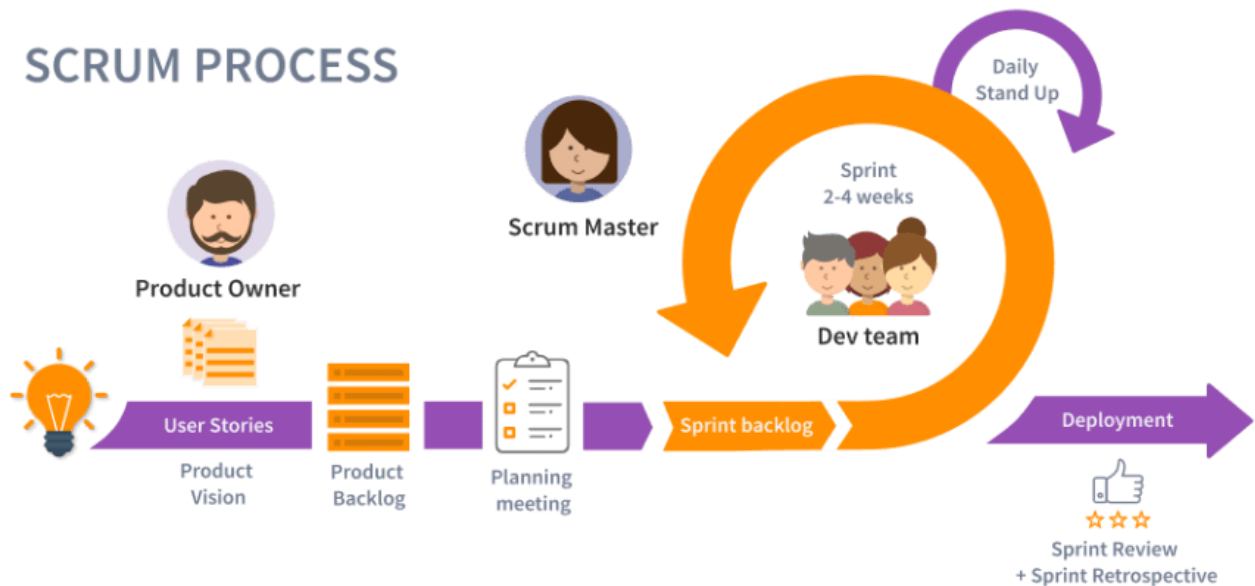 SCRUM PROCESS
Daily
Stand Up
Sprint
2-4 weeks
Scrum Master
Product Owner
Dev team
User Stories
Sprint backlog
Deployment
Product
Vision
Product
Backlog
Planning
meeting
Sprint Review
+ Sprint Retrospective